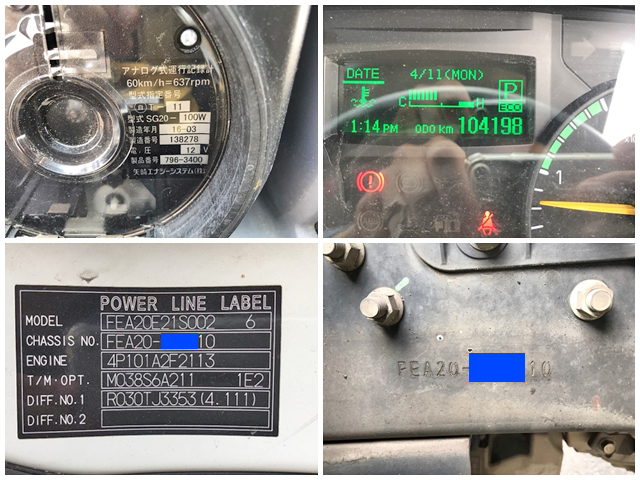 アナログ式運行記録計
60km/h=637rpm
型式指定番号
(自)T- 11
型式 SG20- 100W
製造年月 16-03
製造番号 138278
電 圧 12 V
製品番号 796-3400
矢崎エナジーシステム(株)
DATE 4/11(MON)
P
C H ECO
1:14 PM ODO km 104198
1
POWER LINE LABEL
MODEL FEA20E21S002 6
CHASSIS NO. FEA20- 10
ENGINE 4P101A2F2113
T/M·OPT. M038S6A211 1E2
DIFF.NO.1 R030TJ3353(4.111)
DIFF.NO.2
FEA20- 10